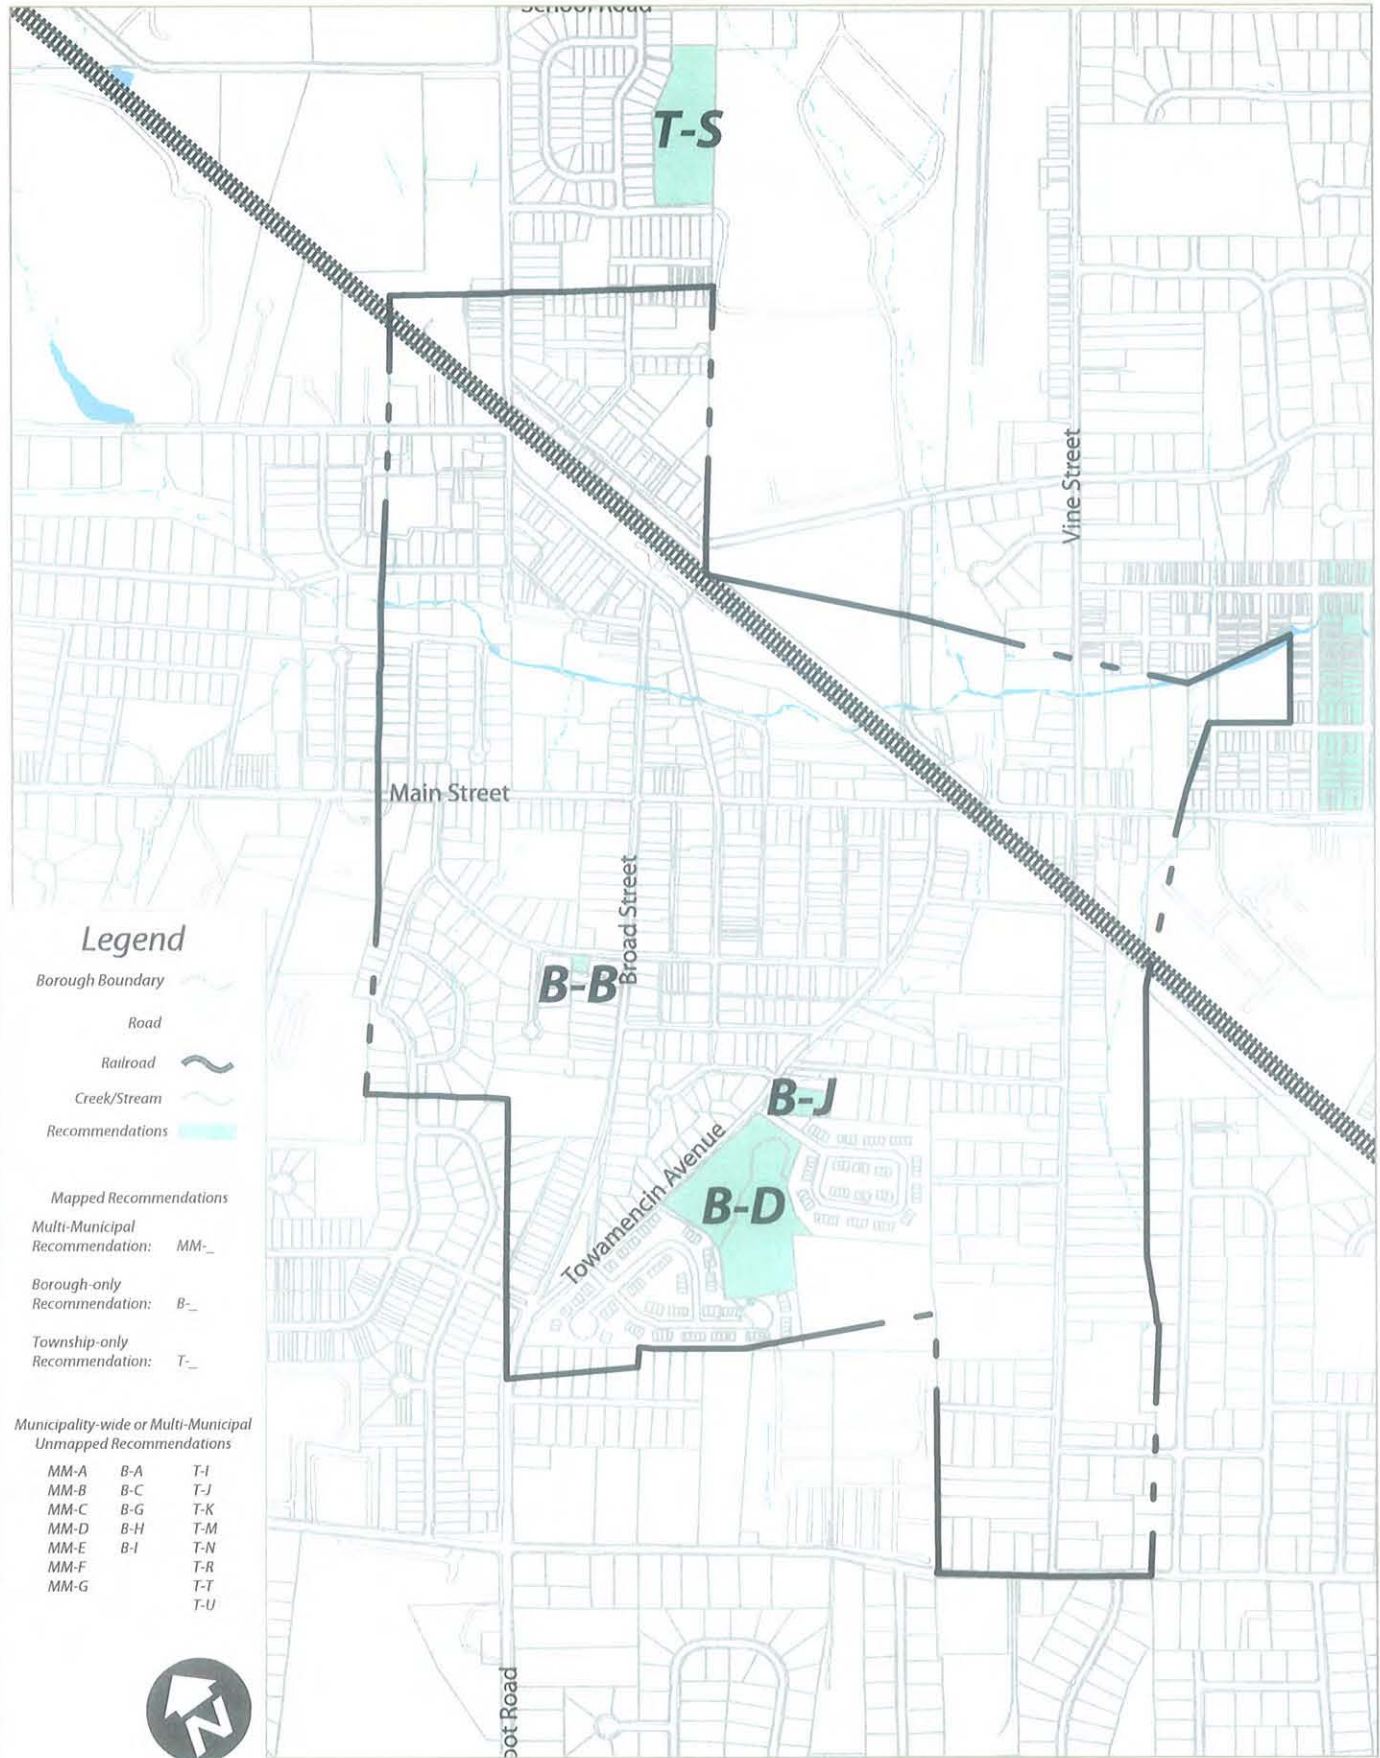 School Road
T-S
Vine Street
Main Street
Broad Street
B-B
B-J
Towamencin Avenue
B-D
Legend
Borough Boundary
Road
Railroad
Creek/Stream
Recommendations
Mapped Recommendations
Multi-Municipal
Recommendation: MM-_
Borough-only
Recommendation: B-_
Township-only
Recommendation: T-_
Municipality-wide or Multi-Municipal
Unmapped Recommendations
MM-A B-A T-I
MM-B B-C T-J
MM-C B-G T-K
MM-D B-H T-M
MM-E B-I T-N
MM-F T-R
MM-G T-T
T-U
N
oot Road